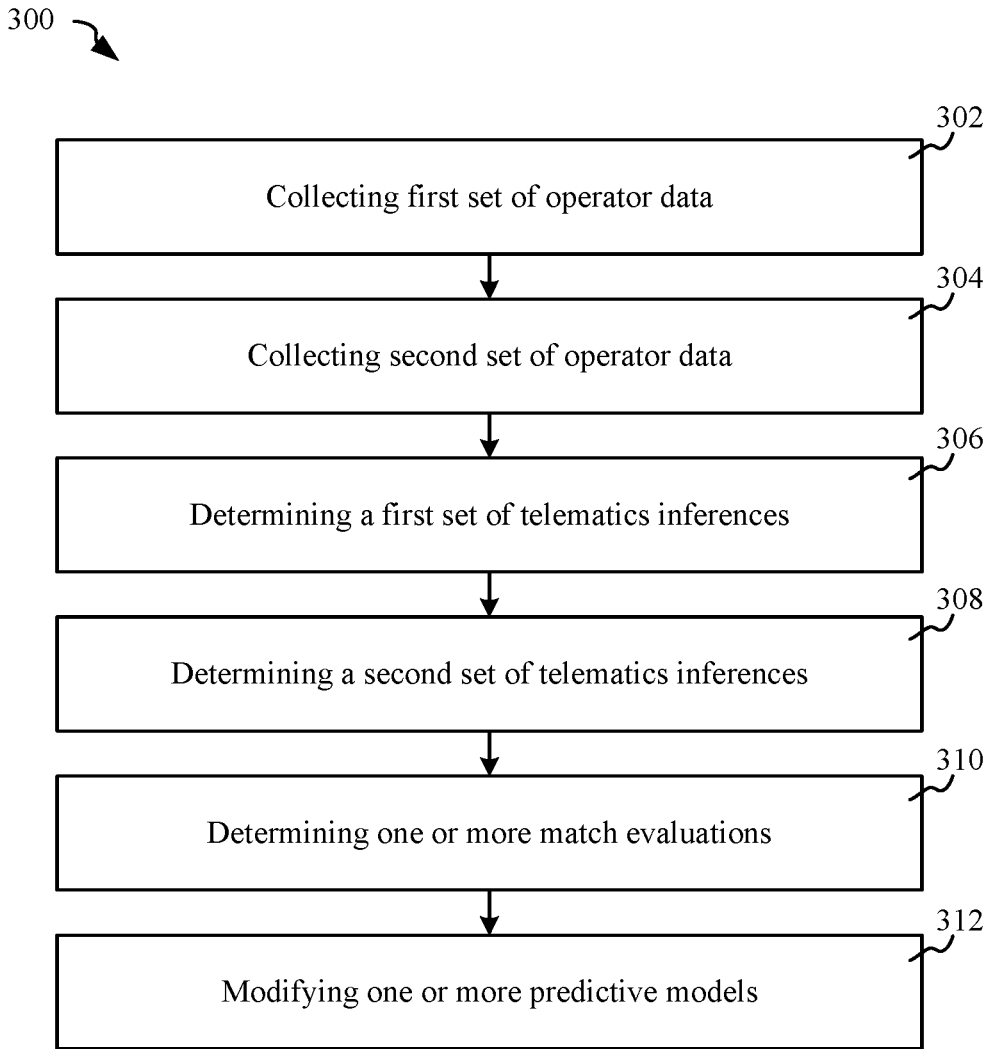 300
302
Collecting first set of operator data
304
Collecting second set of operator data
306
Determining a first set of telematics inferences
308
Determining a second set of telematics inferences
310
Determining one or more match evaluations
312
Modifying one or more predictive models